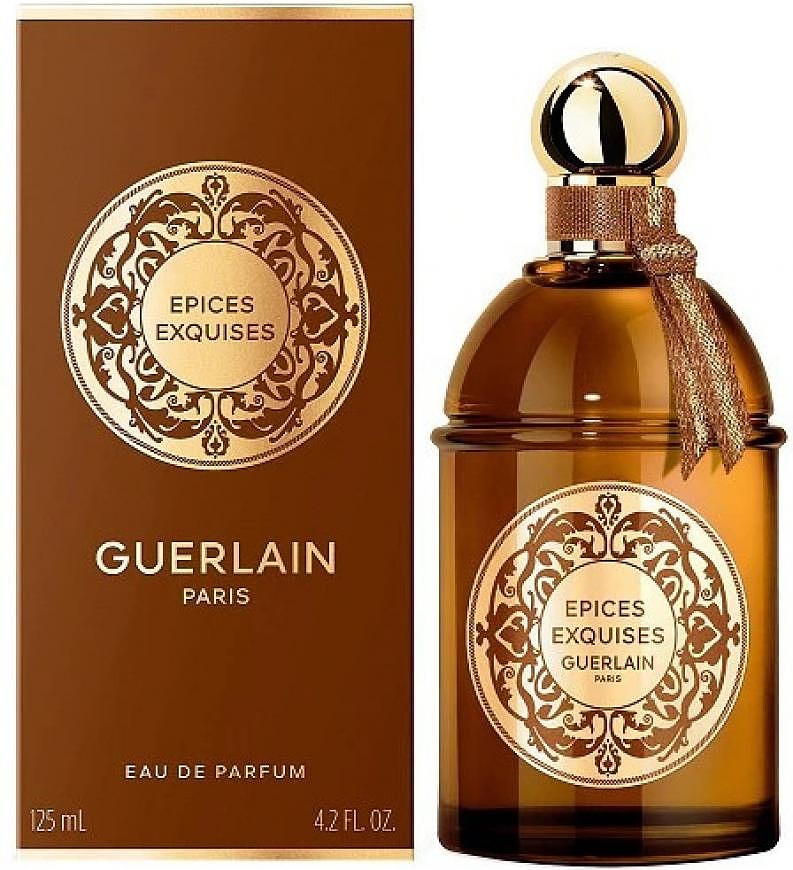 EPICES
EXQUISES
GUERLAIN
PARIS
EAU DE PARFUM
125 mL
4.2 FL. OZ.
EPICES
EXQUISES
GUERLAIN
PARIS